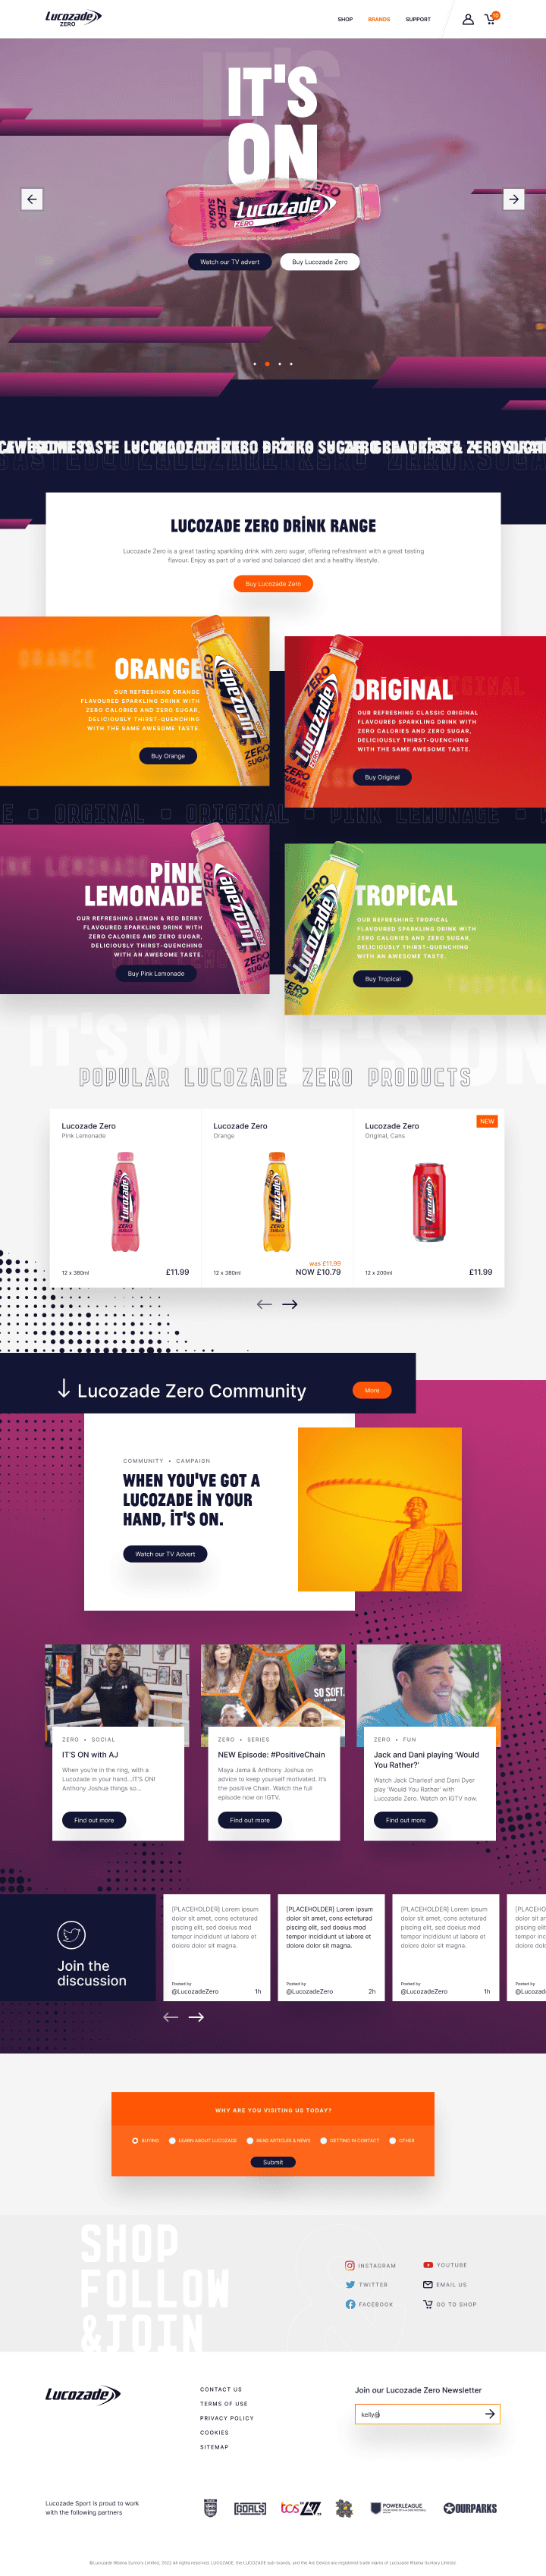 Lucozade
ZERO
SHOP
BRANDS
SUPPORT
IT'S
ON
ZERO
SUGAR
Lucozade
ZERO
Watch our TV advert
Buy Lucozade Zero
LUCOZADE ZERO DRINK RANGE
Lucozade Zero is a great tasting sparkling drink with zero sugar, offering refreshment with a great tasting
flavour. Enjoy as part of a varied and balanced diet and a healthy lifestyle.
Buy Lucozade Zero
ORANGE
OUR REFRESHING ORANGE
FLAVOURED SPARKLING DRINK WITH
ZERO CALORIES AND ZERO SUGAR,
DELICIOUSLY THIRST-QUENCHING
WITH THE SAME AWESOME TASTE.
Buy Orange
ORIGINAL
OUR REFRESHING CLASSIC ORIGINAL
FLAVOURED SPARKLING DRINK WITH
ZERO CALORIES AND ZERO SUGAR,
DELICIOUSLY THIRST-QUENCHING
WITH THE SAME AWESOME TASTE.
Buy Original
PINK
LEMONADE
OUR REFRESHING LEMON & RED BERRY
FLAVOURED SPARKLING DRINK WITH
ZERO CALORIES AND ZERO SUGAR,
DELICIOUSLY THIRST-QUENCHING
WITH AN AWESOME TASTE.
Buy Pink Lemonade
TROPICAL
OUR REFRESHING TROPICAL
FLAVOURED SPARKLING DRINK WITH
ZERO CALORIES AND ZERO SUGAR,
DELICIOUSLY THIRST-QUENCHING
WITH AN AWESOME TASTE.
Buy Tropical
IT'S ON IT'S ON
POPULAR LUCOZADE ZERO PRODUCTS
Lucozade Zero
Pink Lemonade
12 x 380ml
£11.99
Lucozade Zero
Orange
was £11.99
12 x 380ml
NOW £10.79
NEW
Lucozade Zero
Original, Cans
12 x 200ml
£11.99
Lucozade Zero Community
More
COMMUNITY • CAMPAIGN
WHEN YOU'VE GOT A
LUCOZADE IN YOUR
HAND, IT'S ON.
Watch our TV Advert
ZERO • SOCIAL
IT'S ON with AJ
When you're in the ring, with a
Lucozade in your hand...IT'S ON!
Anthony Joshua things so...
Find out more
ZERO • SERIES
NEW Episode: #PositiveChain
Maya Jama & Anthony Joshua on
advice to keep yourself motivated. It's
the positive Chain. Watch the full
episode now on IGTV.
Find out more
ZERO • FUN
Jack and Dani playing 'Would
You Rather?'
Watch Jack Charlesf and Dani Dyer
play 'Would You Rather' with
Lucozade Zero. Watch on IGTV now.
Find out more
Join the
discussion
[PLACEHOLDER] Lorem ipsum
dolor sit amet, cons ecteturad
piscing elit, sed doeius mod
tempor incididunt ut labore et
dolore dolor sit magna.
Posted by
@LucozadeZero
1h
[PLACEHOLDER] Lorem ipsum
dolor sit amet, cons ecteturad
piscing elit, sed doeius mod
tempor incididunt ut labore et
dolore dolor sit magna.
Posted by
@LucozadeZero
2h
[PLACEHOLDER] Lorem ipsum
dolor sit amet, cons ecteturad
piscing elit, sed doeius mod
tempor incididunt ut labore et
dolore dolor sit magna.
Posted by
@LucozadeZero
1h
WHY ARE YOU VISITING US TODAY?
BUYING
LEARN ABOUT LUCOZADE
READ ARTICLES & NEWS
GETTING IN CONTACT
OTHER
Submit
SHOP
FOLLOW
&JOIN
INSTAGRAM
YOUTUBE
TWITTER
EMAIL US
FACEBOOK
GO TO SHOP
Lucozade
CONTACT US
TERMS OF USE
PRIVACY POLICY
COOKIES
SITEMAP
Join our Lucozade Zero Newsletter
kelly@
Lucozade Sport is proud to work
with the following partners
GOALS
tcs
POWERLEAGUE
OURPARKS